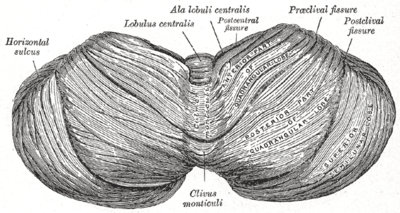 Ala lobuli centralis
Lobulus centralis
Postcentral
fissure
Præclival fissure
Postclival
fissure
Horizontal
sulcus
ANTERIOR PART
OF
QUADRANGULAR LOBE
POSTERIOR PART
OF
QUADRANGULAR LOBE
SUPERIOR
SEMILUNAR LOBE
Clivus
monticuli